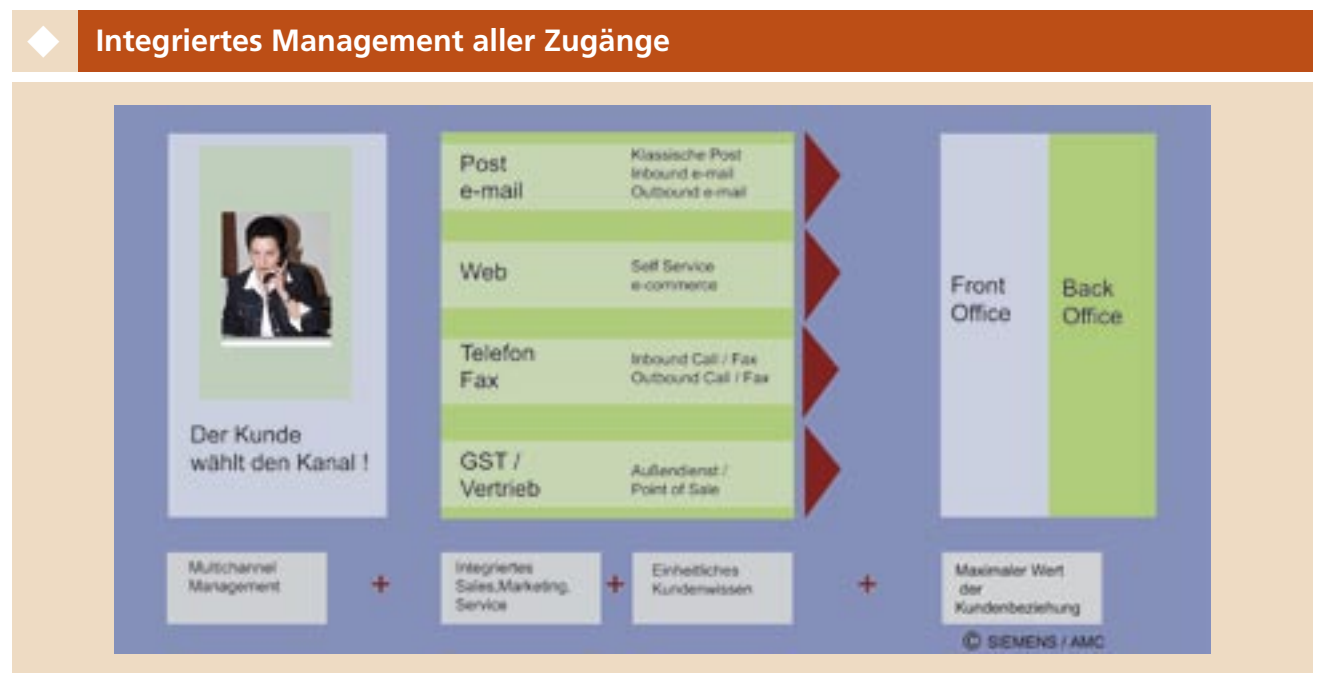 Integriertes Management aller Zugänge
Post
e-mail
Klassische Post
Inbound e-mail
Outbound e-mail
Web
Self Service
e-commerce
Telefon
Fax
Inbound Call / Fax
Outbound Call / Fax
GST /
Vertrieb
Außendienst /
Point of Sale
Der Kunde
wählt den Kanal !
Front
Office
Back
Office
Multichannel
Management
+
Integriertes
Sales,Marketing,
Service
+
Einheitliches
Kundenwissen
+
Maximaler Wert
der
Kundenbeziehung
© SIEMENS / AMC